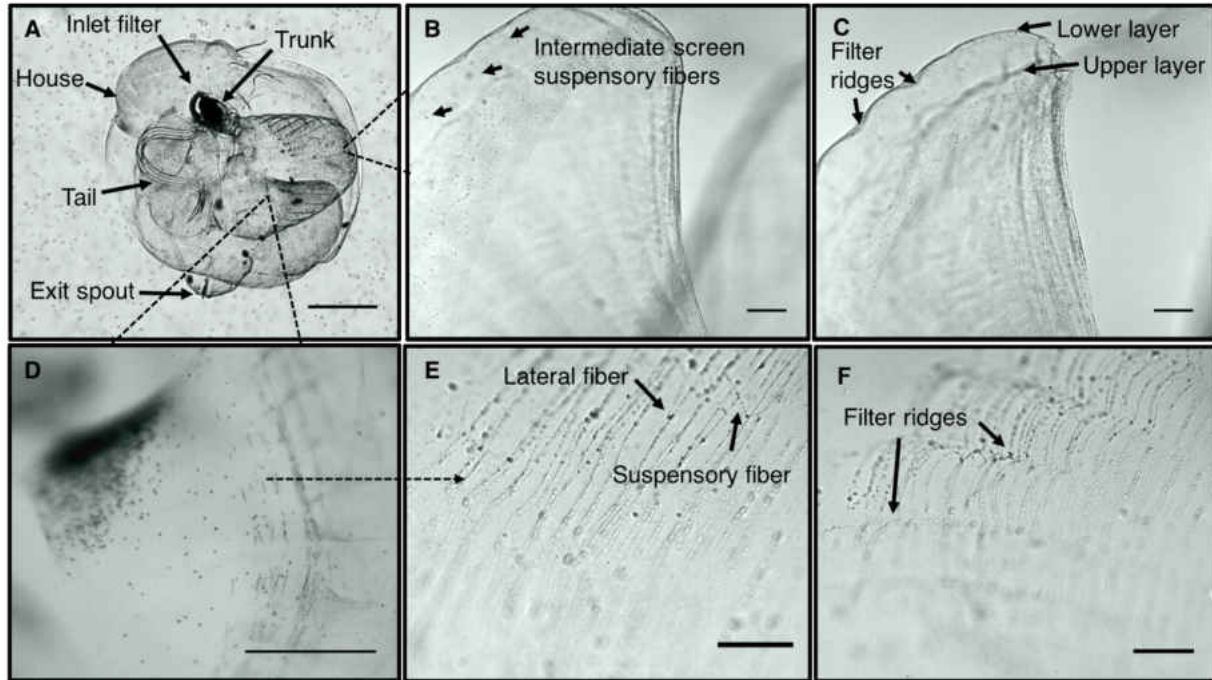 A
Inlet filter
Trunk
House
Tail
Exit spout
B
Intermediate screen
suspensory fibers
C
Lower layer
Filter
ridges
Upper layer
D
E
Lateral fiber
Suspensory fiber
F
Filter ridges